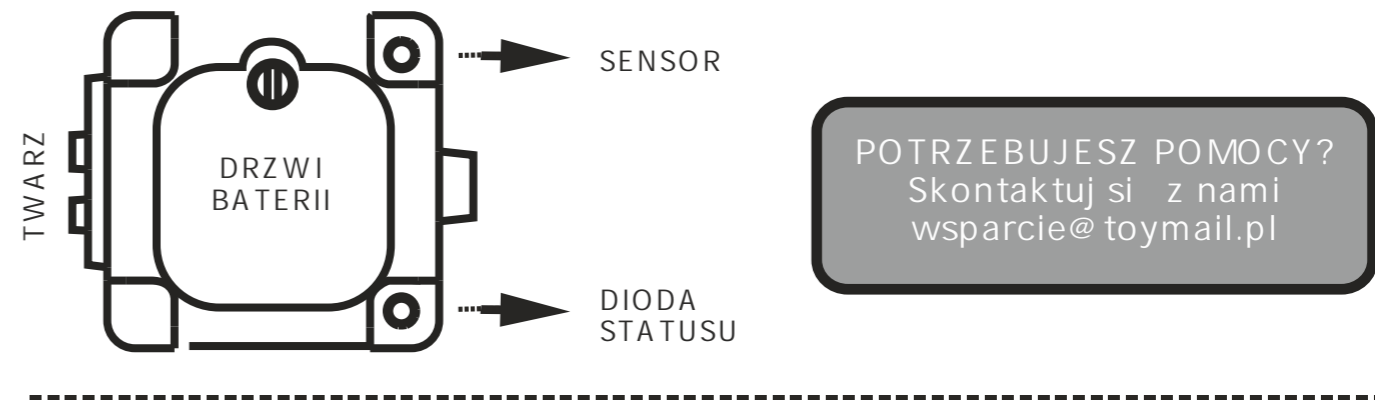 SENSOR
TWARZ
DRZWI
BATERII
POTRZEBUJESZ POMOCY?
Skontaktuj si z nami
wsparcie@toymail.pl
DIODA
STATUSU